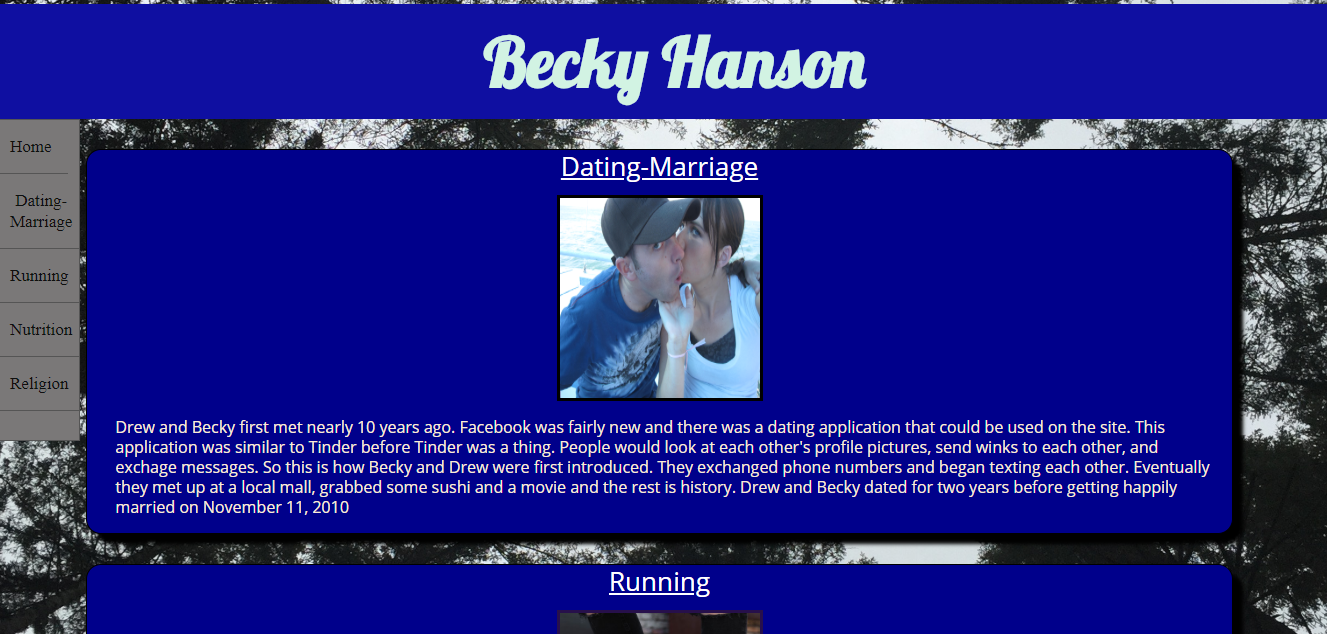 Becky Hanson
Home
Dating-
Marriage
Running
Nutrition
Religion
Dating-Marriage
Drew and Becky first met nearly 10 years ago. Facebook was fairly new and there was a dating application that could be used on the site. This
application was similar to Tinder before Tinder was a thing. People would look at each other's profile pictures, send winks to each other, and
exchage messages. So this is how Becky and Drew were first introduced. They exchanged phone numbers and began texting each other. Eventually
they met up at a local mall, grabbed some sushi and a movie and the rest is history. Drew and Becky dated for two years before getting happily
married on November 11, 2010
Running